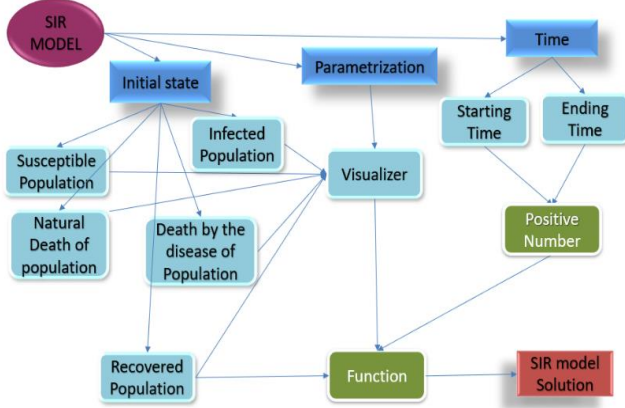 SIR
MODEL
Time
Initial state
Parametrization
Starting
Time
Ending
Time
Infected
Population
Susceptible
Population
Visualizer
Natural
Death of
population
Death by the
disease of
Population
Positive
Number
Recovered
Population
Function
SIR model
Solution